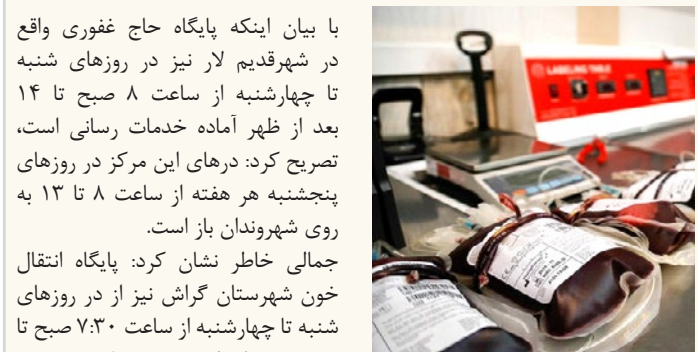 با بیان اینکه پایگاه حاج غفوری واقع
در شهرقدیم لار نیز در روزهای شنبه
تا چهارشنبه از ساعت ۸ صبح تا ۱۴
بعد از ظهر آماده خدمات رسانی است،
تصریح کرد: درهای این مرکز در روزهای
پنجشنبه هر هفته از ساعت ۸ تا ۱۳ به
روی شهروندان باز است.
جمالی خاطر نشان کرد: پایگاه انتقال
خون شهرستان گراش نیز از در روزهای
شنبه تا چهارشنبه از ساعت ۷:۳۰ صبح تا
LABELING TABLE